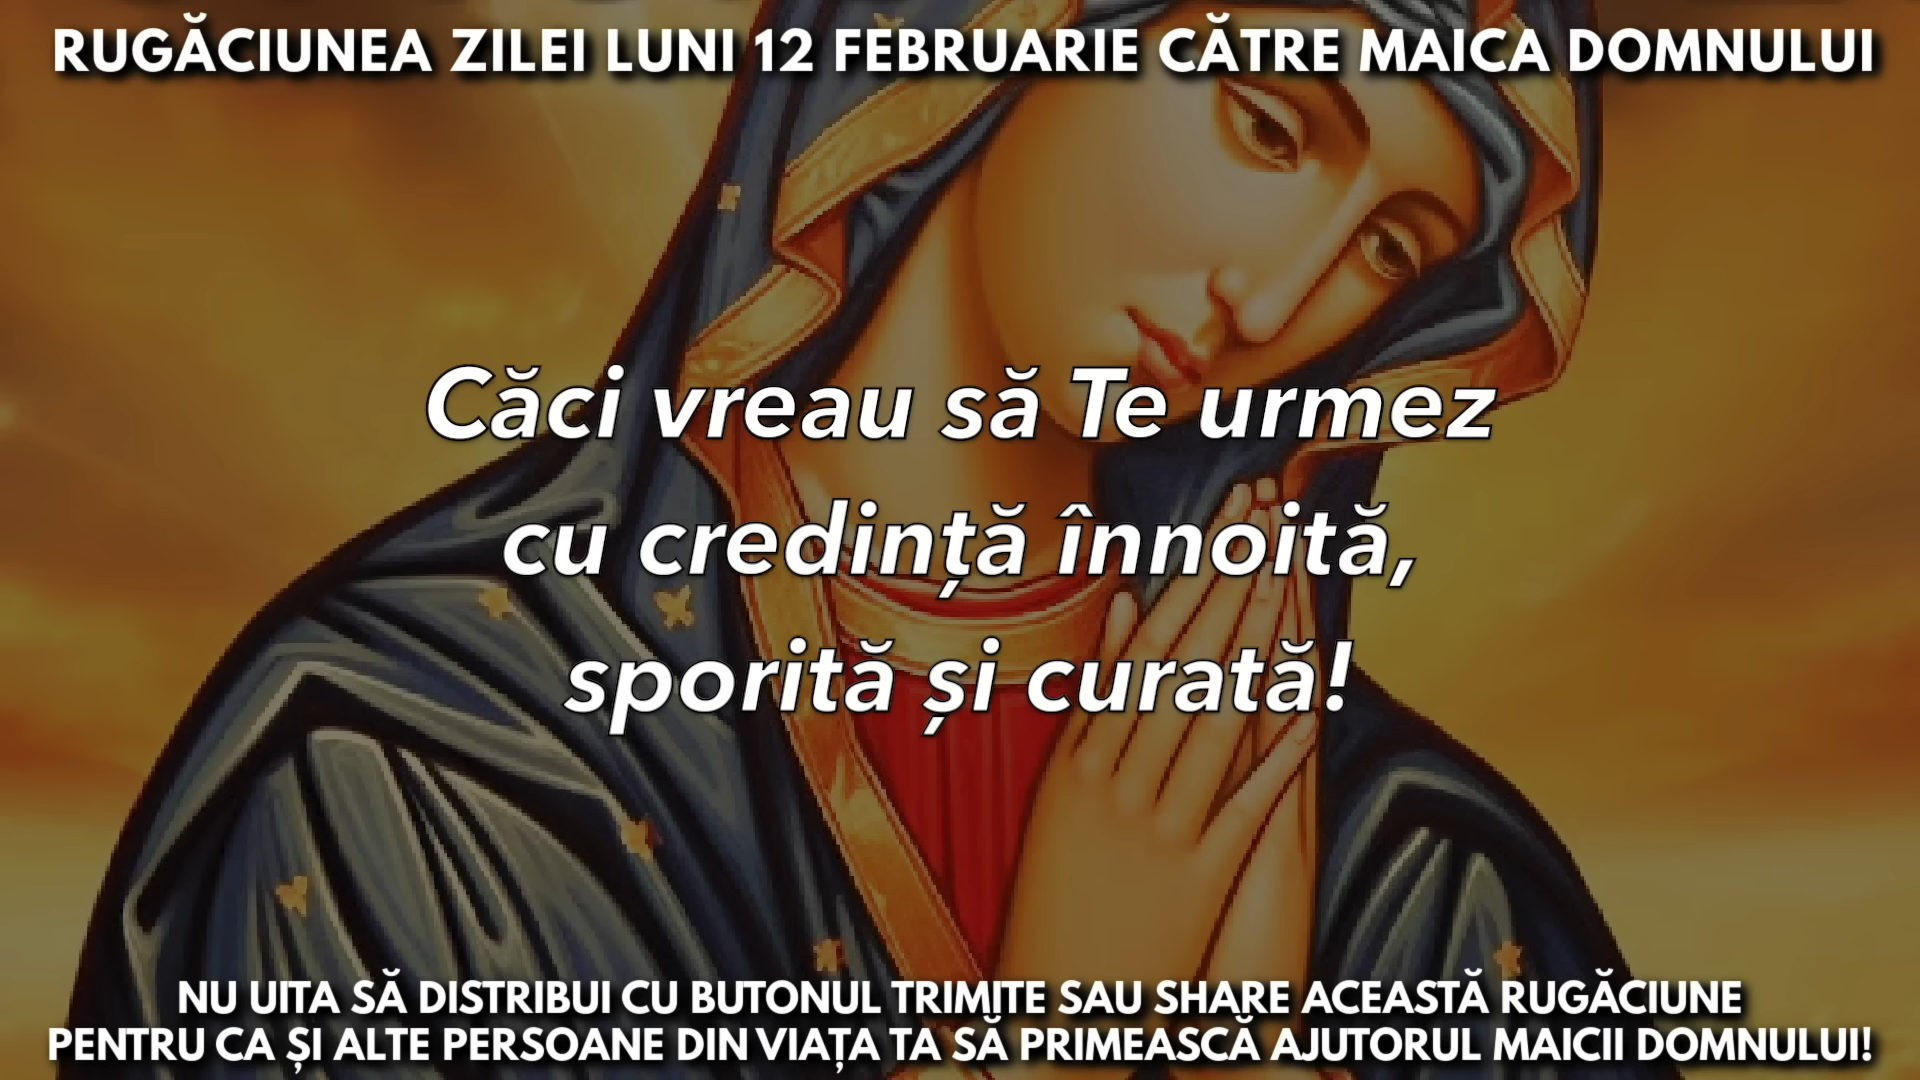 RUGĂCIUNEA ZILEI LUNI 12 FEBRUARIE CĂTRE MAICA DOMNULUI
Căci vreau să Te urmez
cu credință înnoită,
sporită și curată!
NU UITA SĂ DISTRIBUI CU BUTONUL TRIMITE SAU SHARE ACEASTĂ RUGĂCIUNE
PENTRU CA ȘI ALTE PERSOANE DIN VIAȚA TA SĂ PRIMEASCĂ AJUTORUL MAICII DOMNULUI!